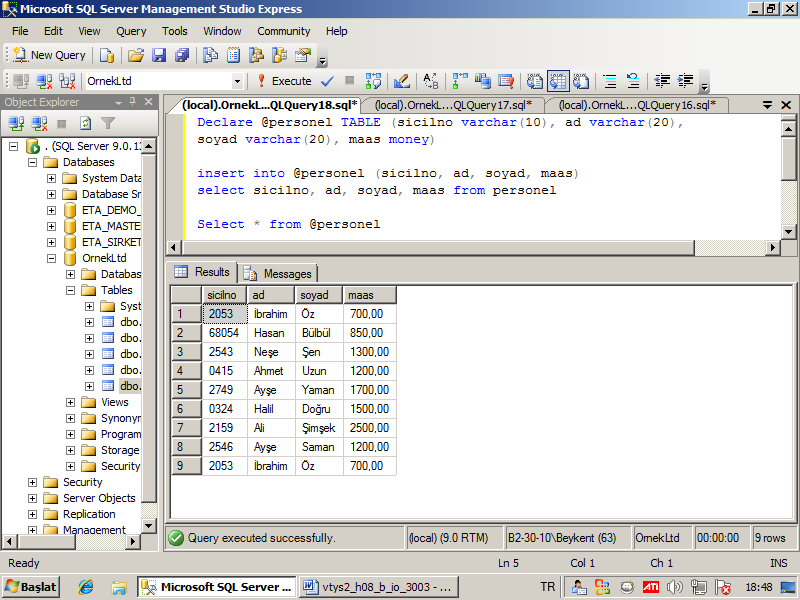 Microsoft SQL Server Management Studio Express
File Edit View Query Tools Window Community Help
New Query
OrnekLtd Execute
Object Explorer
(local).OrnekL...QLQuery18.sql* (local).OrnekL...QLQuery17.sql* (local).OrnekL...QLQuery16.sql*
. (SQL Server 9.0.13
Databases
System Data
Database Sn
ETA_DEMO_
ETA_MASTE
ETA_SIRKET
OrnekLtd
Databas
Tables
Syst
dbo.
dbo.
dbo.
dbo.
dbo.
Views
Synonym
Program
Storage
Security
Security
Server Objects
Replication
Management
Declare @personel TABLE (sicilno varchar(10), ad varchar(20),
soyad varchar(20), maas money)
insert into @personel (sicilno, ad, soyad, maas)
select sicilno, ad, soyad, maas from personel
Select * from @personel
Results Messages
sicilno ad soyad maas
1 2053 İbrahim Öz 700,00
2 68054 Hasan Bülbül 850,00
3 2543 Neşe Şen 1300,00
4 0415 Ahmet Uzun 1200,00
5 2749 Ayşe Yaman 1700,00
6 0324 Halil Doğru 1500,00
7 2159 Ali Şimşek 2500,00
8 2546 Ayşe Saman 1200,00
9 2053 İbrahim Öz 700,00
Query executed successfully. (local) (9.0 RTM) B2-30-10\Beykent (63) OrnekLtd 00:00:00 9 rows
Ready Ln 5 Col 1 Ch 1 INS
Başlat Microsoft SQL Server ... vtys2_h08_b_io_3003 - ... TR ATI 18:48